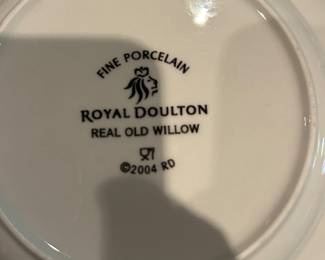 FINE PORCELAIN
ROYAL DOULTON
REAL OLD WILLOW
©2004 RD